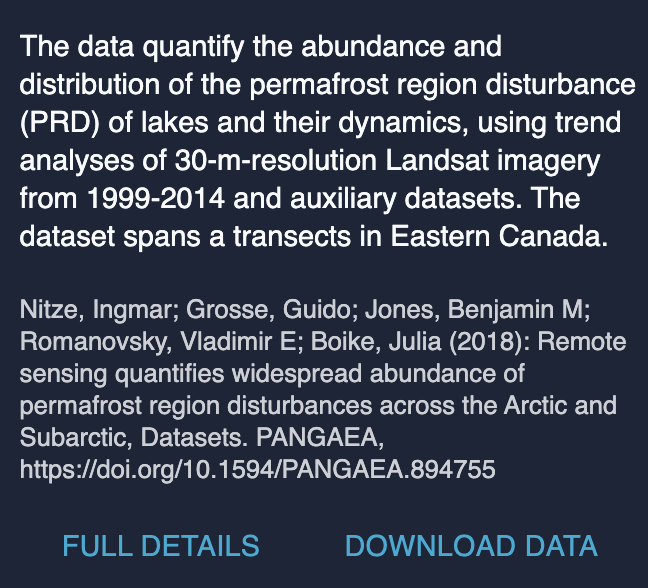 The data quantify the abundance and
distribution of the permafrost region disturbance
(PRD) of lakes and their dynamics, using trend
analyses of 30-m-resolution Landsat imagery
from 1999-2014 and auxiliary datasets. The
dataset spans a transects in Eastern Canada.
Nitze, Ingmar; Grosse, Guido; Jones, Benjamin M;
Romanovsky, Vladimir E; Boike, Julia (2018): Remote
sensing quantifies widespread abundance of
permafrost region disturbances across the Arctic and
Subarctic, Datasets. PANGAEA,
https://doi.org/10.1594/PANGAEA.894755
FULL DETAILS DOWNLOAD DATA